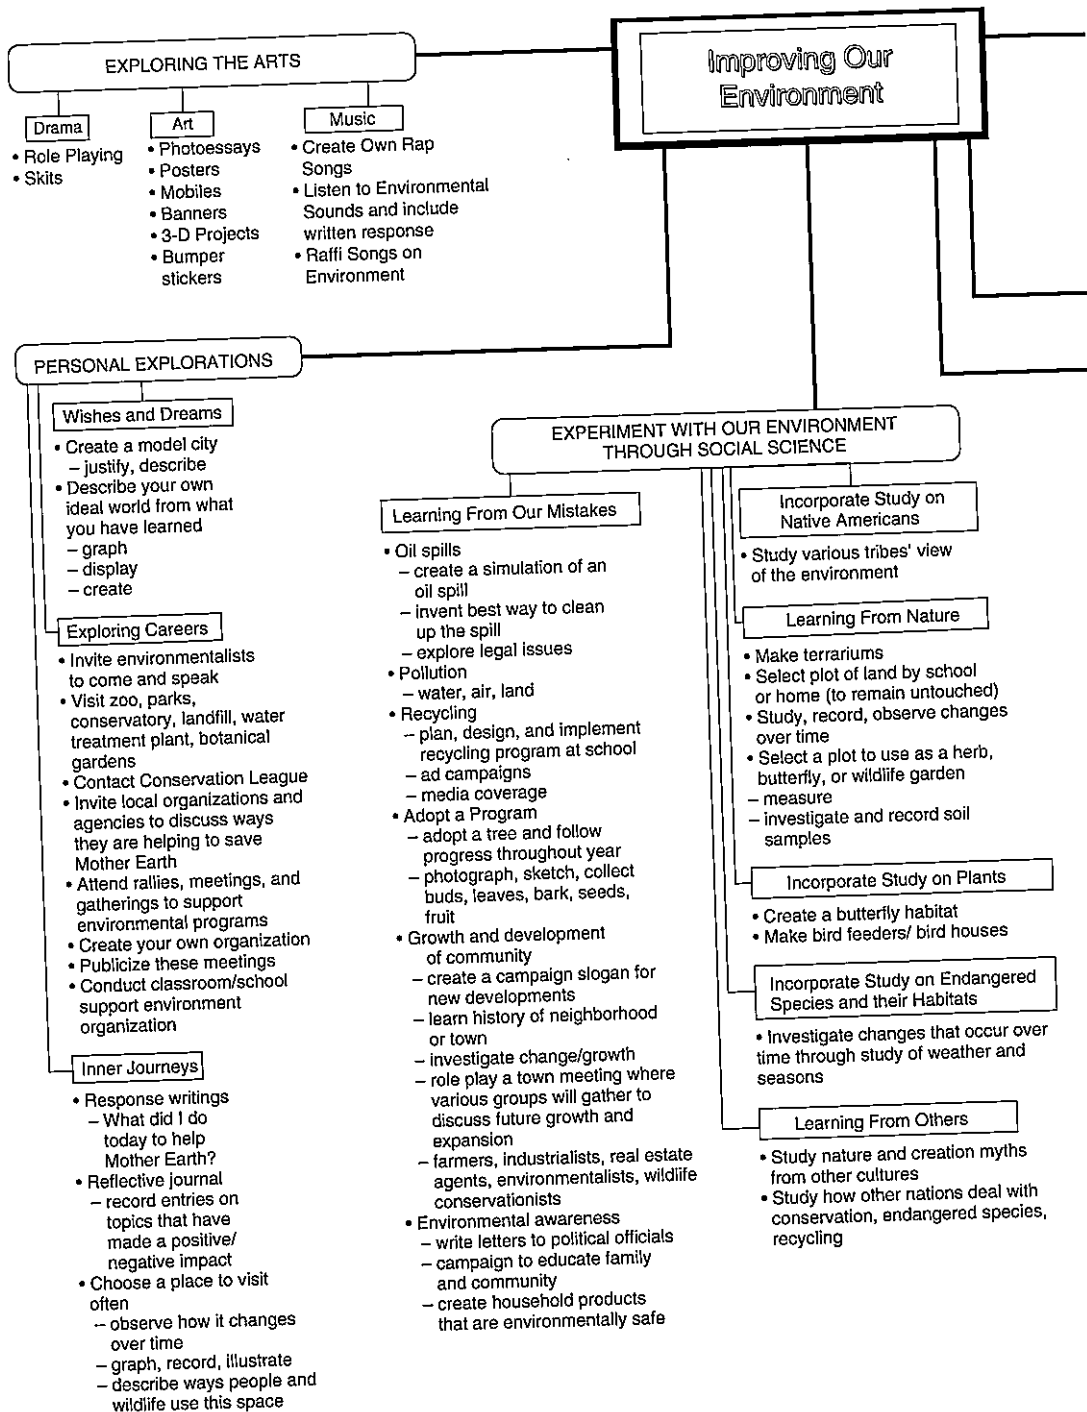 Improving Our
Environment
EXPLORING THE ARTS
Drama
• Role Playing
• Skits
Art
• Photoessays
• Posters
• Mobiles
• Banners
• 3-D Projects
• Bumper
stickers
Music
• Create Own Rap
Songs
• Listen to Environmental
Sounds and include
written response
• Raffi Songs on
Environment
PERSONAL EXPLORATIONS
Wishes and Dreams
• Create a model city
– justify, describe
• Describe your own
ideal world from what
you have learned
– graph
– display
– create
Exploring Careers
• Invite environmentalists
to come and speak
• Visit zoo, parks,
conservatory, landfill, water
treatment plant, botanical
gardens
• Contact Conservation League
• Invite local organizations and
agencies to discuss ways
they are helping to save
Mother Earth
• Attend rallies, meetings, and
gatherings to support
environmental programs
• Create your own organization
• Publicize these meetings
• Conduct classroom/school
support environment
organization
Inner Journeys
• Response writings
– What did I do
today to help
Mother Earth?
• Reflective journal
– record entries on
topics that have
made a positive/
negative impact
• Choose a place to visit
often
– observe how it changes
over time
– graph, record, illustrate
– describe ways people and
wildlife use this space
EXPERIMENT WITH OUR ENVIRONMENT
THROUGH SOCIAL SCIENCE
Learning From Our Mistakes
• Oil spills
– create a simulation of an
oil spill
– invent best way to clean
up the spill
– explore legal issues
• Pollution
– water, air, land
• Recycling
– plan, design, and implement
recycling program at school
– ad campaigns
– media coverage
• Adopt a Program
– adopt a tree and follow
progress throughout year
– photograph, sketch, collect
buds, leaves, bark, seeds,
fruit
• Growth and development
of community
– create a campaign slogan for
new developments
– learn history of neighborhood
or town
– investigate change/growth
– role play a town meeting where
various groups will gather to
discuss future growth and
expansion
– farmers, industrialists, real estate
agents, environmentalists, wildlife
conservationists
• Environmental awareness
– write letters to political officials
– campaign to educate family
and community
– create household products
that are environmentally safe
Incorporate Study on
Native Americans
• Study various tribes' view
of the environment
Learning From Nature
• Make terrariums
• Select plot of land by school
or home (to remain untouched)
• Study, record, observe changes
over time
• Select a plot to use as a herb,
butterfly, or wildlife garden
– measure
– investigate and record soil
samples
Incorporate Study on Plants
• Create a butterfly habitat
• Make bird feeders/ bird houses
Incorporate Study on Endangered
Species and their Habitats
• Investigate changes that occur over
time through study of weather and
seasons
Learning From Others
• Study nature and creation myths
from other cultures
• Study how other nations deal with
conservation, endangered species,
recycling